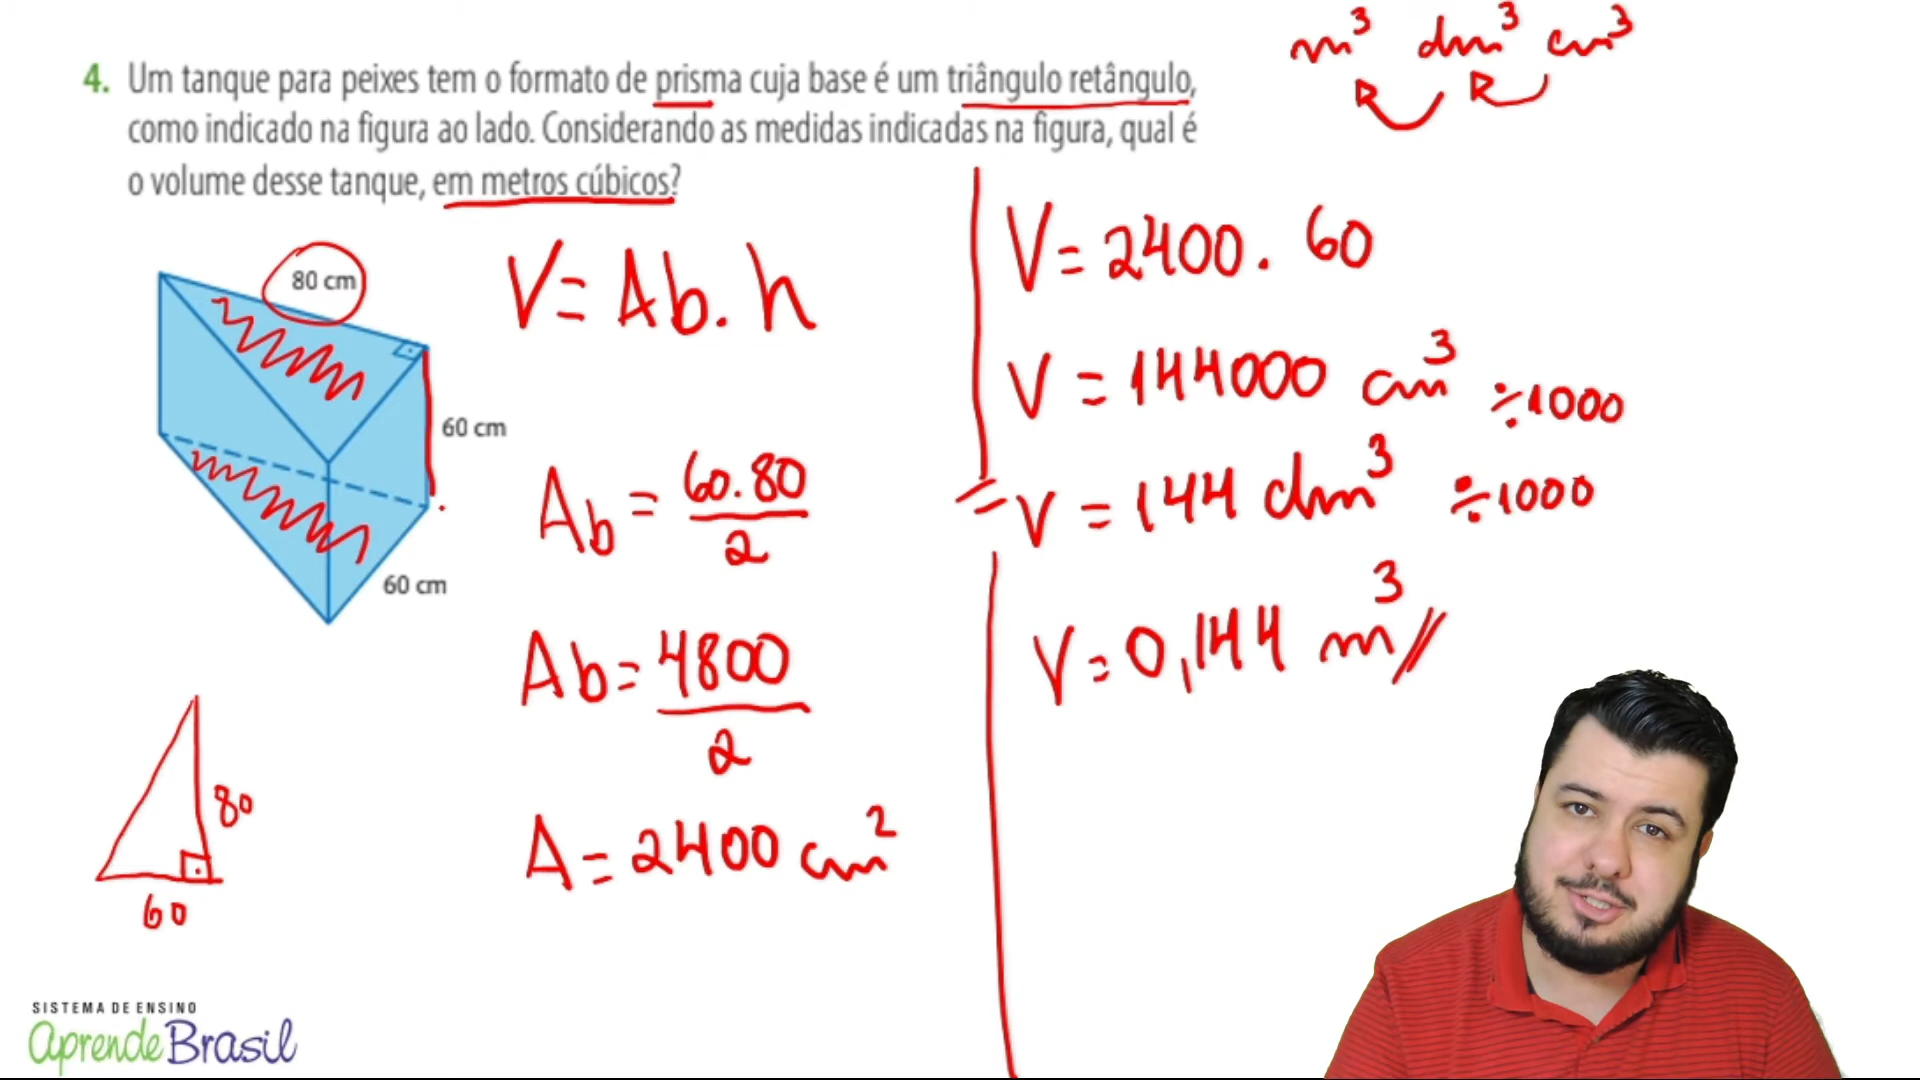 4. Um tanque para peixes tem o formato de prisma cuja base é um triângulo retângulo,
como indicado na figura ao lado. Considerando as medidas indicadas na figura, qual é
o volume desse tanque, em metros cúbicos?
m³ dm³ cm³
80 cm
60 cm
60 cm
80
60
V = Ab . h
Ab = 60.80
2
Ab = 4800
2
A = 2400 cm²
V = 2400 . 60
V = 144000 cm³ ÷1000
V = 144 dm³ ÷1000
V = 0,144 m³//
SISTEMA DE ENSINO
aprende Brasil